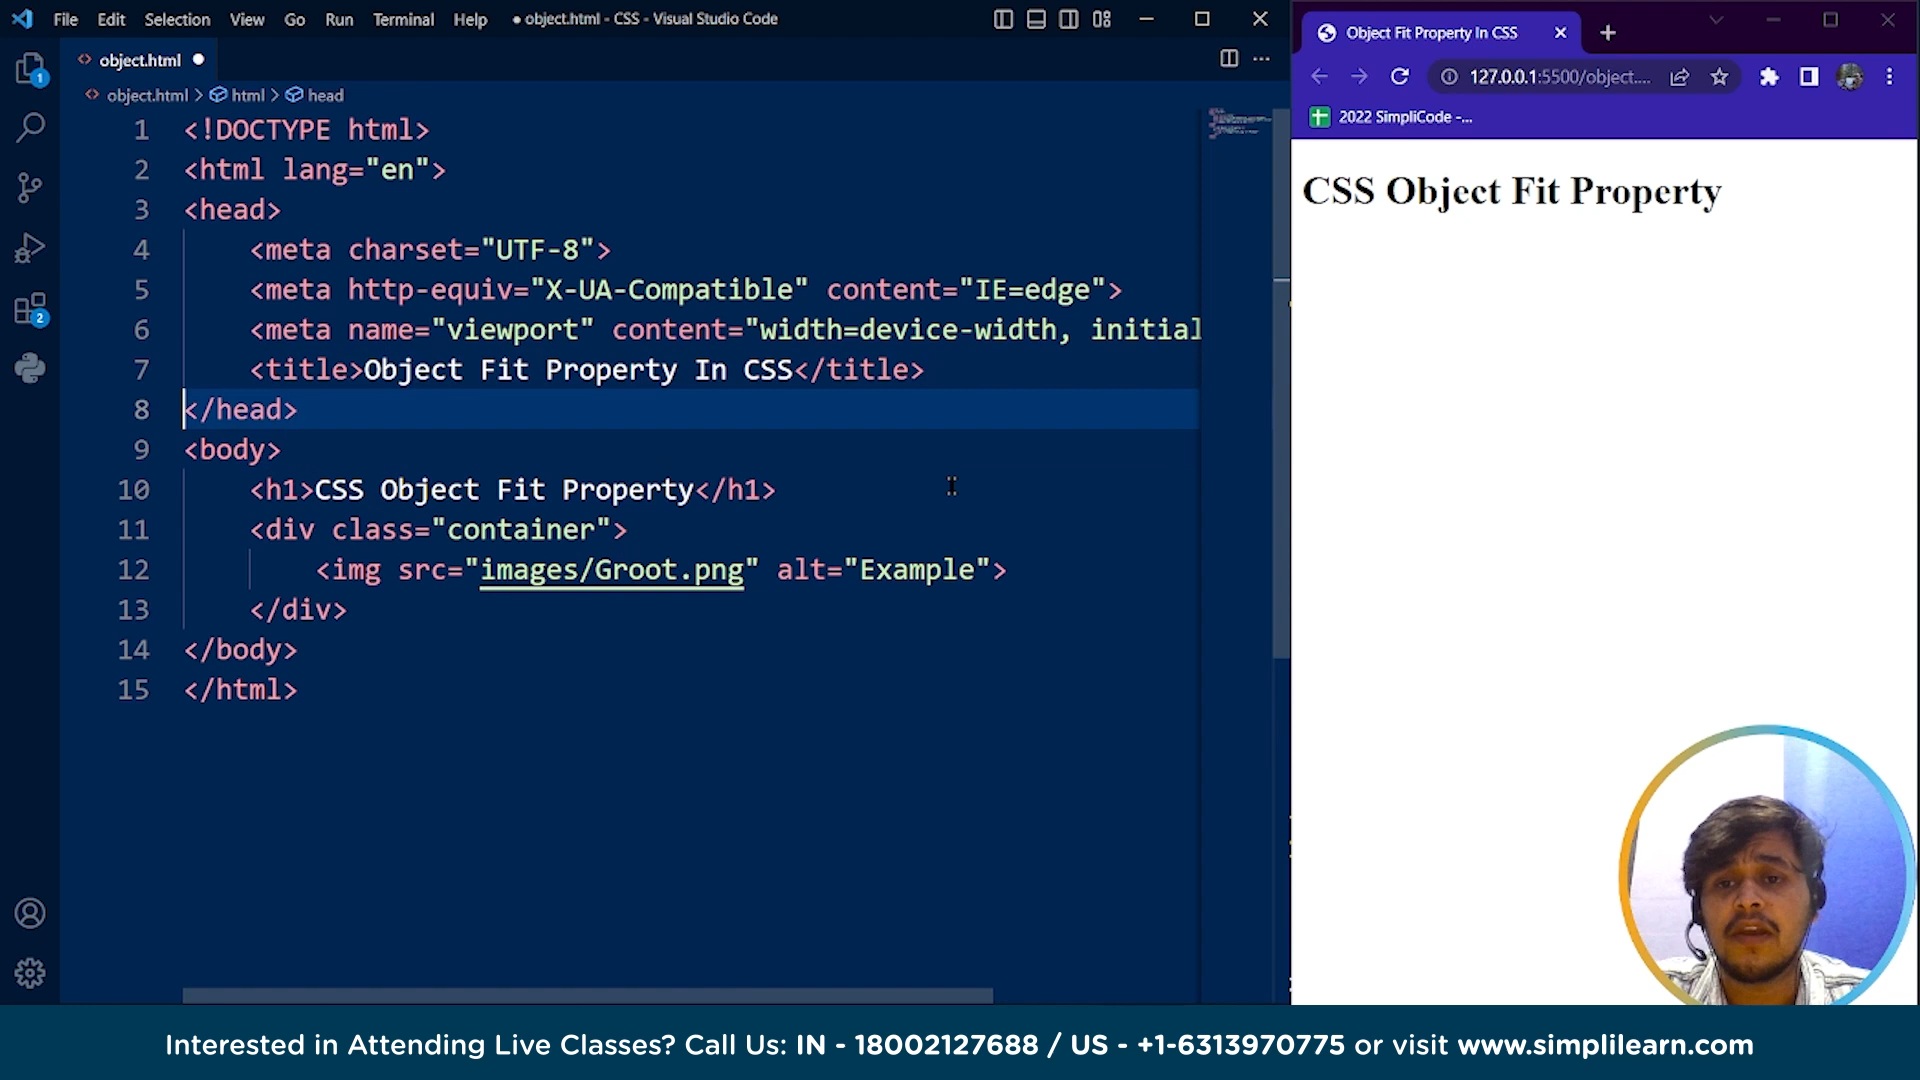 File Edit Selection View Go Run Terminal Help ● object.html - CSS - Visual Studio Code
object.html
object.html > html > head
1 <!DOCTYPE html>
2 <html lang="en">
3 <head>
4 <meta charset="UTF-8">
5 <meta http-equiv="X-UA-Compatible" content="IE=edge">
6 <meta name="viewport" content="width=device-width, initial
7 <title>Object Fit Property In CSS</title>
8 </head>
9 <body>
10 <h1>CSS Object Fit Property</h1>
11 <div class="container">
12 <img src="images/Groot.png" alt="Example">
13 </div>
14 </body>
15 </html>
1
2
Object Fit Property In CSS
127.0.0.1:5500/object....
2022 SimpliCode -...
CSS Object Fit Property
Interested in Attending Live Classes? Call Us: IN - 18002127688 / US - +1-6313970775 or visit www.simplilearn.com